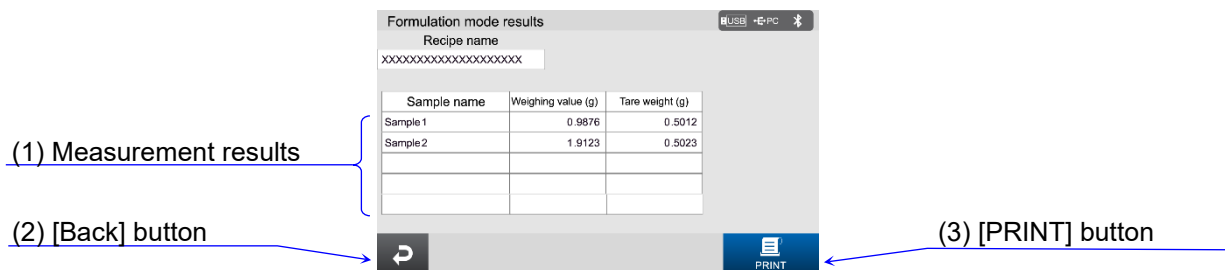 Formulation mode results
USB PC
Recipe name
XXXXXXXXXXXXXXXXXXXX
Sample name Weighing value (g) Tare weight (g)
Sample1 0.9876 0.5012
Sample2 1.9123 0.5023
(1) Measurement results
(2) [Back] button
(3) [PRINT] button
PRINT